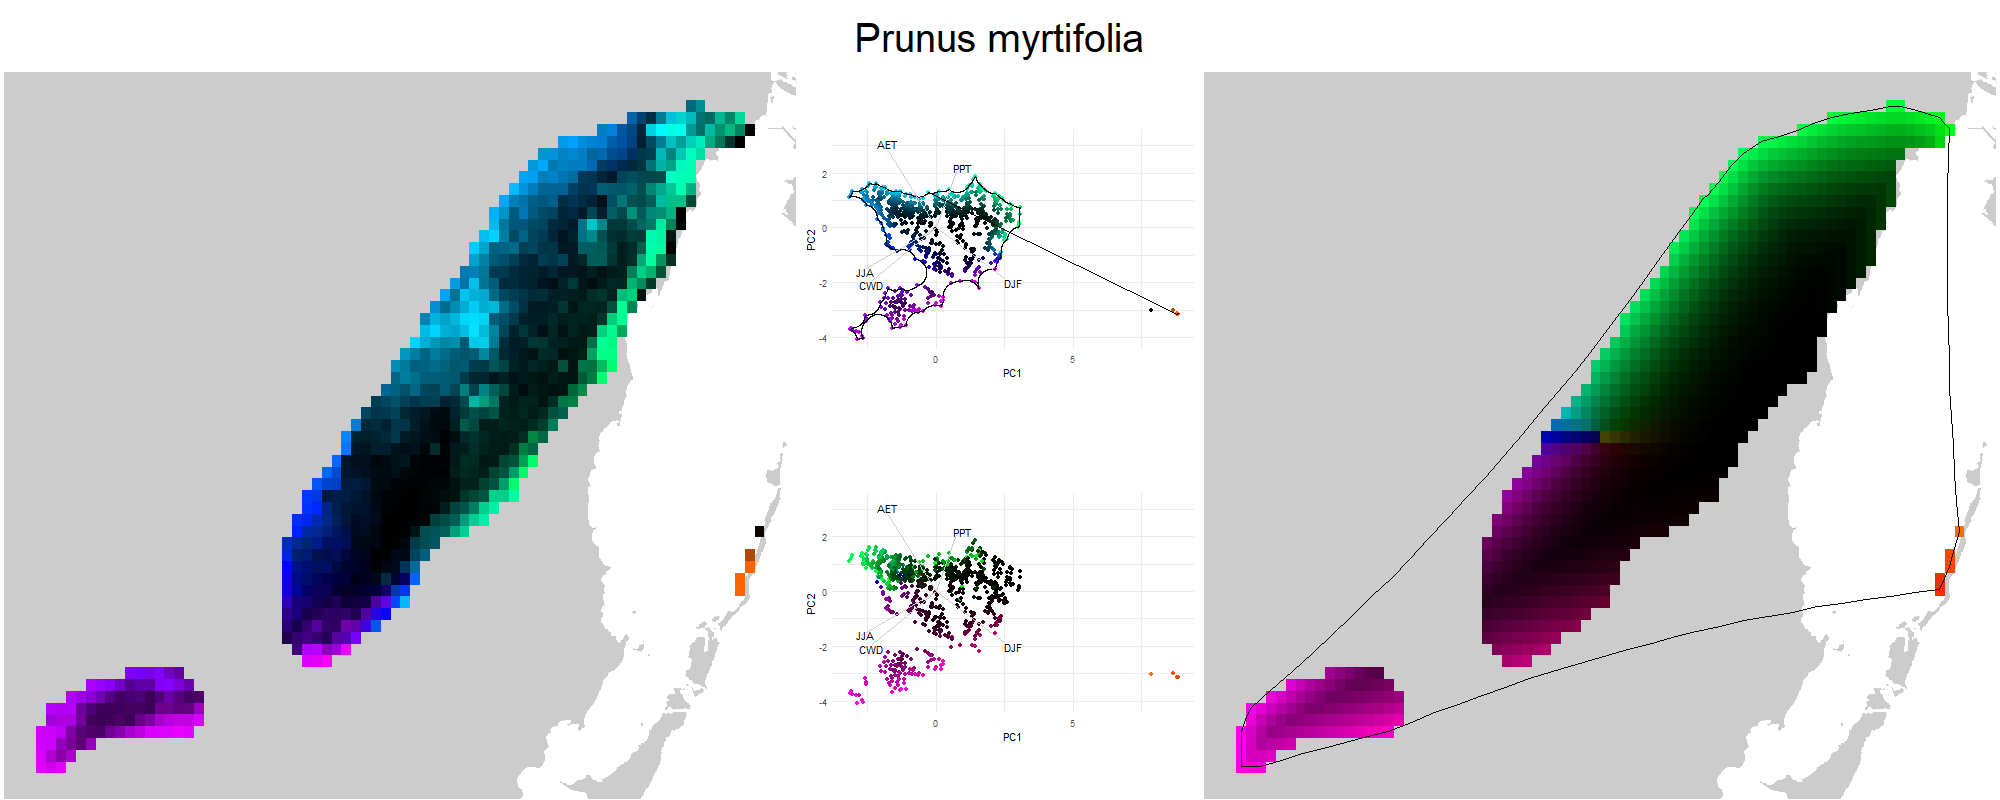 Prunus myrtifolia
AET
PPT
2
0
PC2
-2
JJA
CWD
DJF
-4
0
5
PC1
AET
PPT
2
0
PC2
-2
JJA
CWD
DJF
-4
0
5
PC1